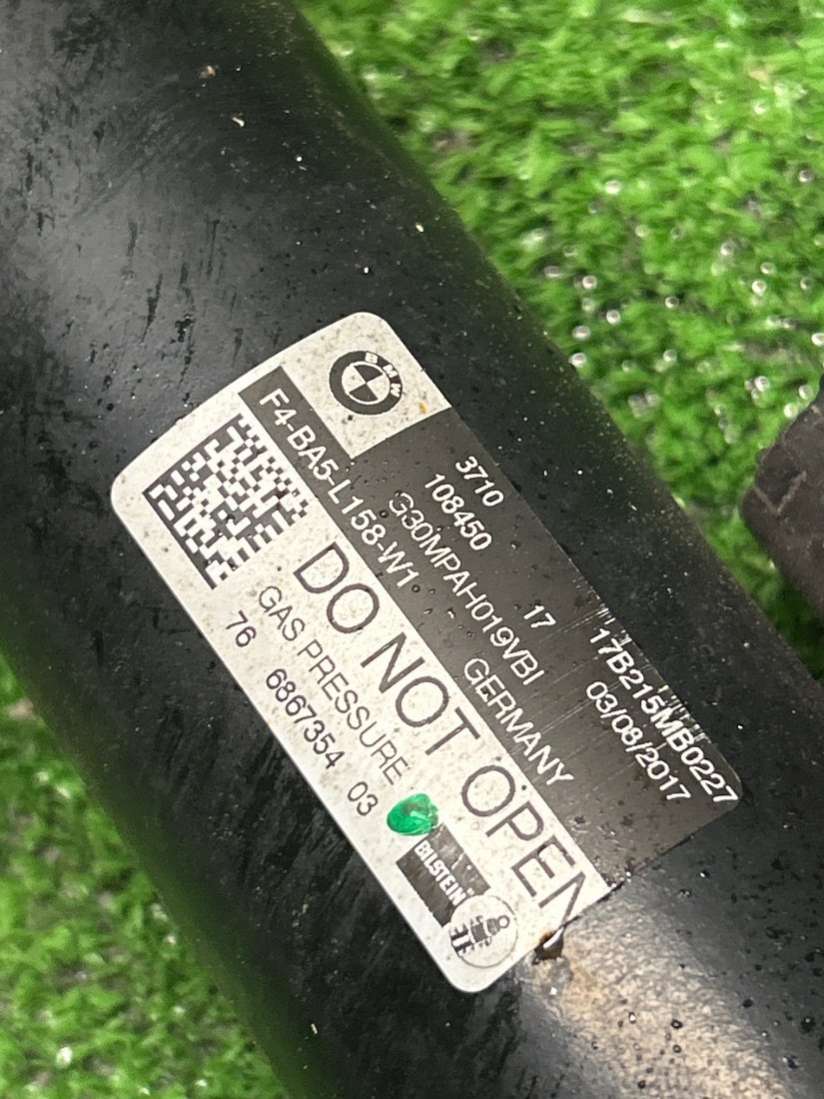 BMW
3710
108450 17 17B215MB0227
G30MPAH019VBI 03/08/2017
F4-BA5-L158-W1 GERMANY
DO NOT OPEN
GAS PRESSURE
76 6867354 03
BILSTEIN